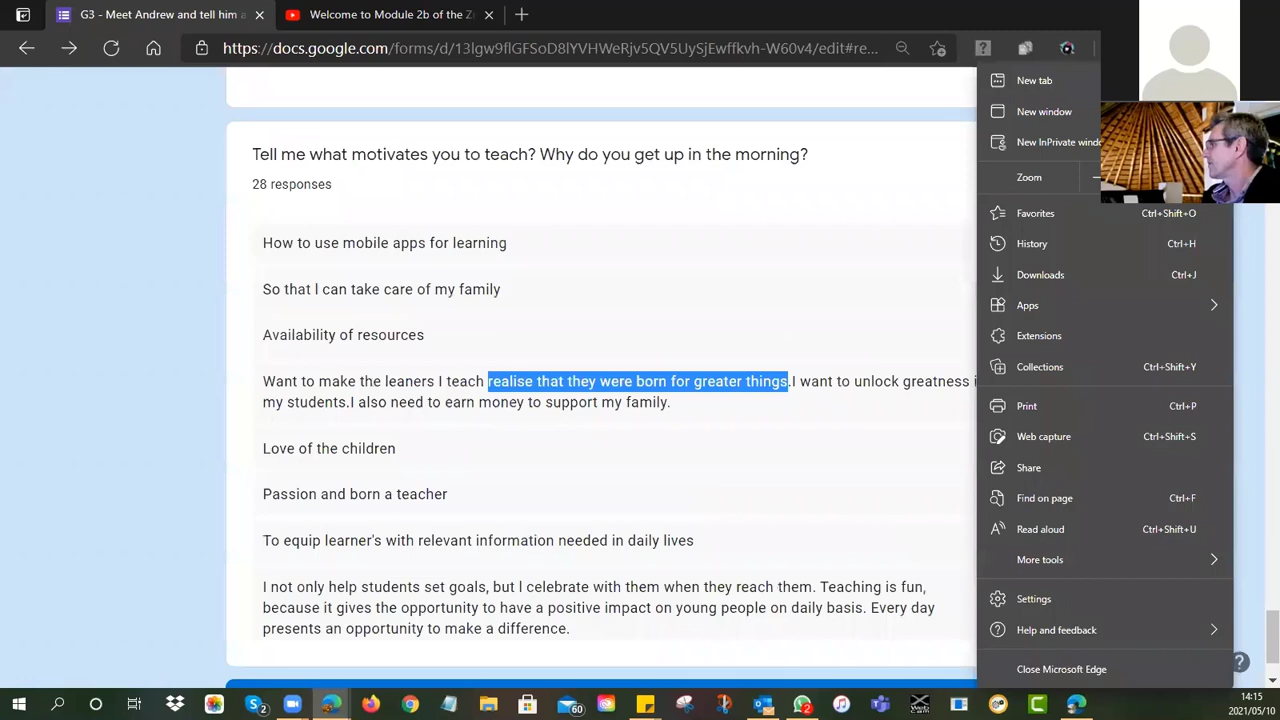 G3 - Meet Andrew and tell him a
Welcome to Module 2b of the Z
https://docs.google.com/forms/d/13lgw9flGFSoD8lYVHWeRjv5QV5UySjEwffkvh-W60v4/edit#re...
Tell me what motivates you to teach? Why do you get up in the morning?
28 responses
How to use mobile apps for learning
So that I can take care of my family
Availability of resources
Want to make the leaners I teach realise that they were born for greater things.I want to unlock greatness i
my students.I also need to earn money to support my family.
Love of the children
Passion and born a teacher
To equip learner's with relevant information needed in daily lives
I not only help students set goals, but I celebrate with them when they reach them. Teaching is fun,
because it gives the opportunity to have a positive impact on young people on daily basis. Every day
presents an opportunity to make a difference.
New tab
New window
New InPrivate windo
Zoom
Favorites Ctrl+Shift+O
History Ctrl+H
Downloads Ctrl+J
Apps
Extensions
Collections Ctrl+Shift+Y
Print Ctrl+P
Web capture Ctrl+Shift+S
Share
Find on page Ctrl+F
Read aloud Ctrl+Shift+U
More tools
Settings
Help and feedback
Close Microsoft Edge
2
60
2
14:15
2021/05/10